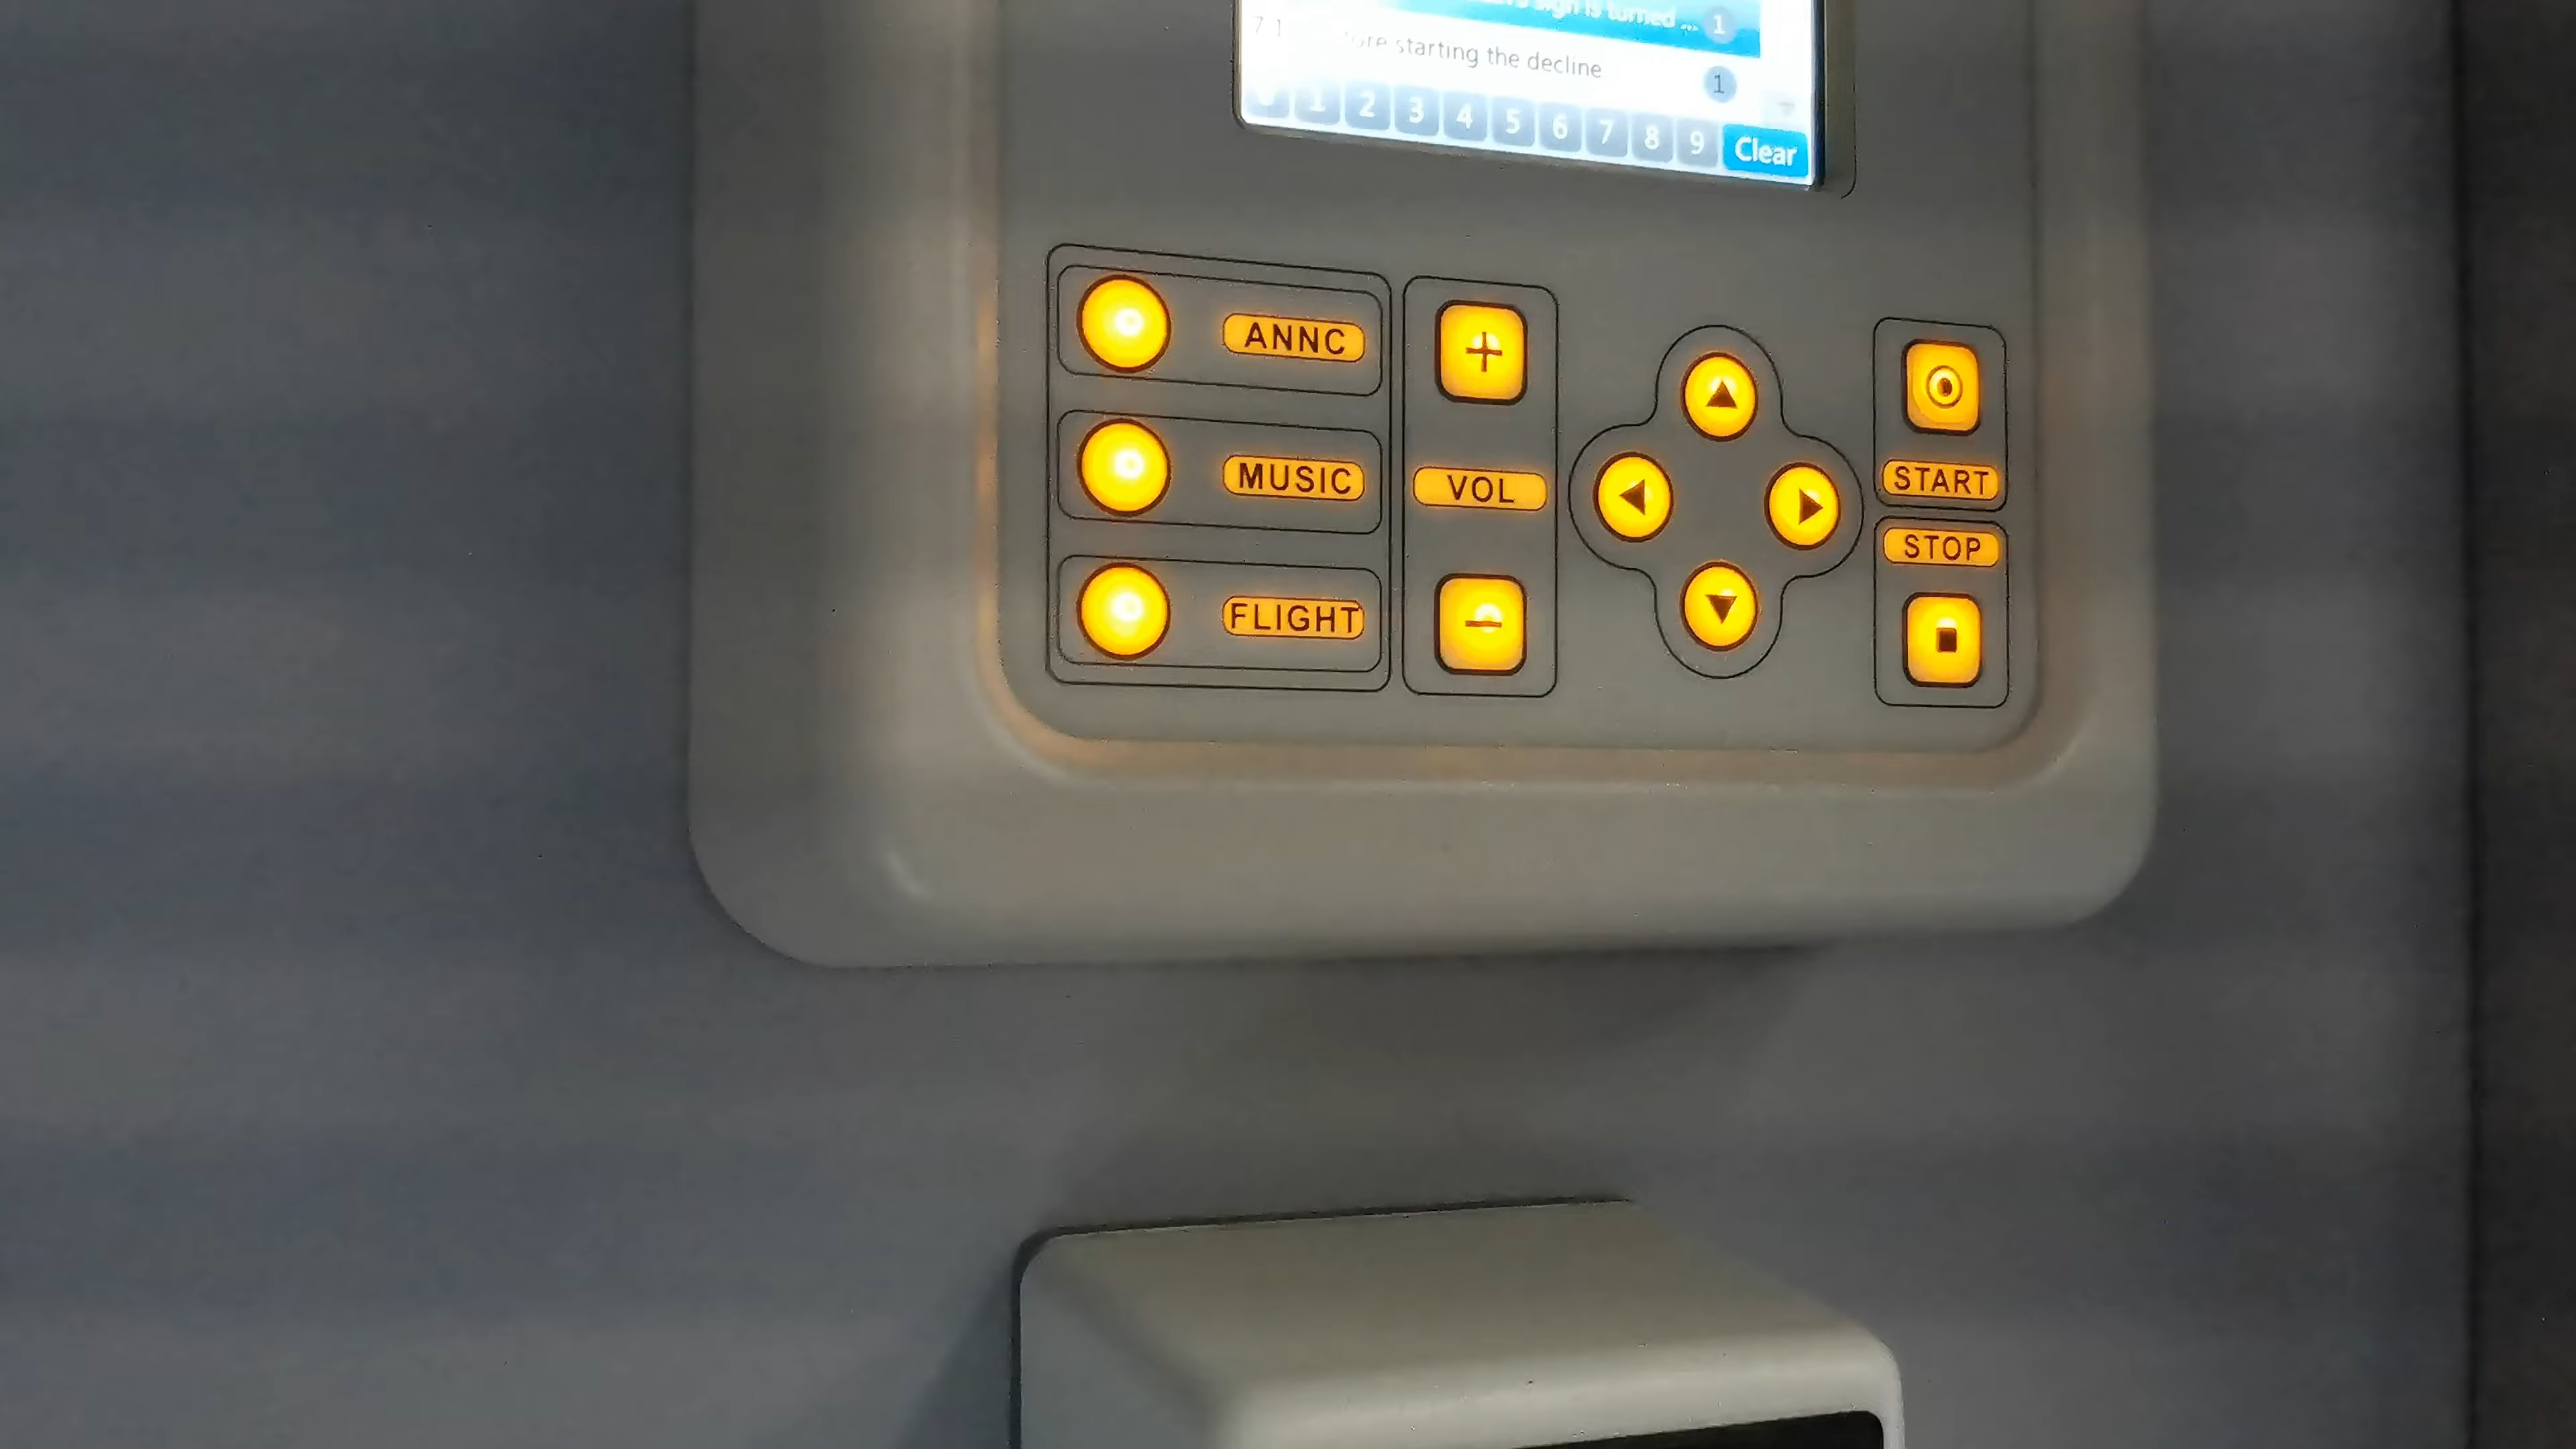 sign is turned ... 1
7.1 starting the decline 1
1 2 3 4 5 6 7 8 9 Clear
ANNC
MUSIC
FLIGHT
+
VOL
−
START
STOP